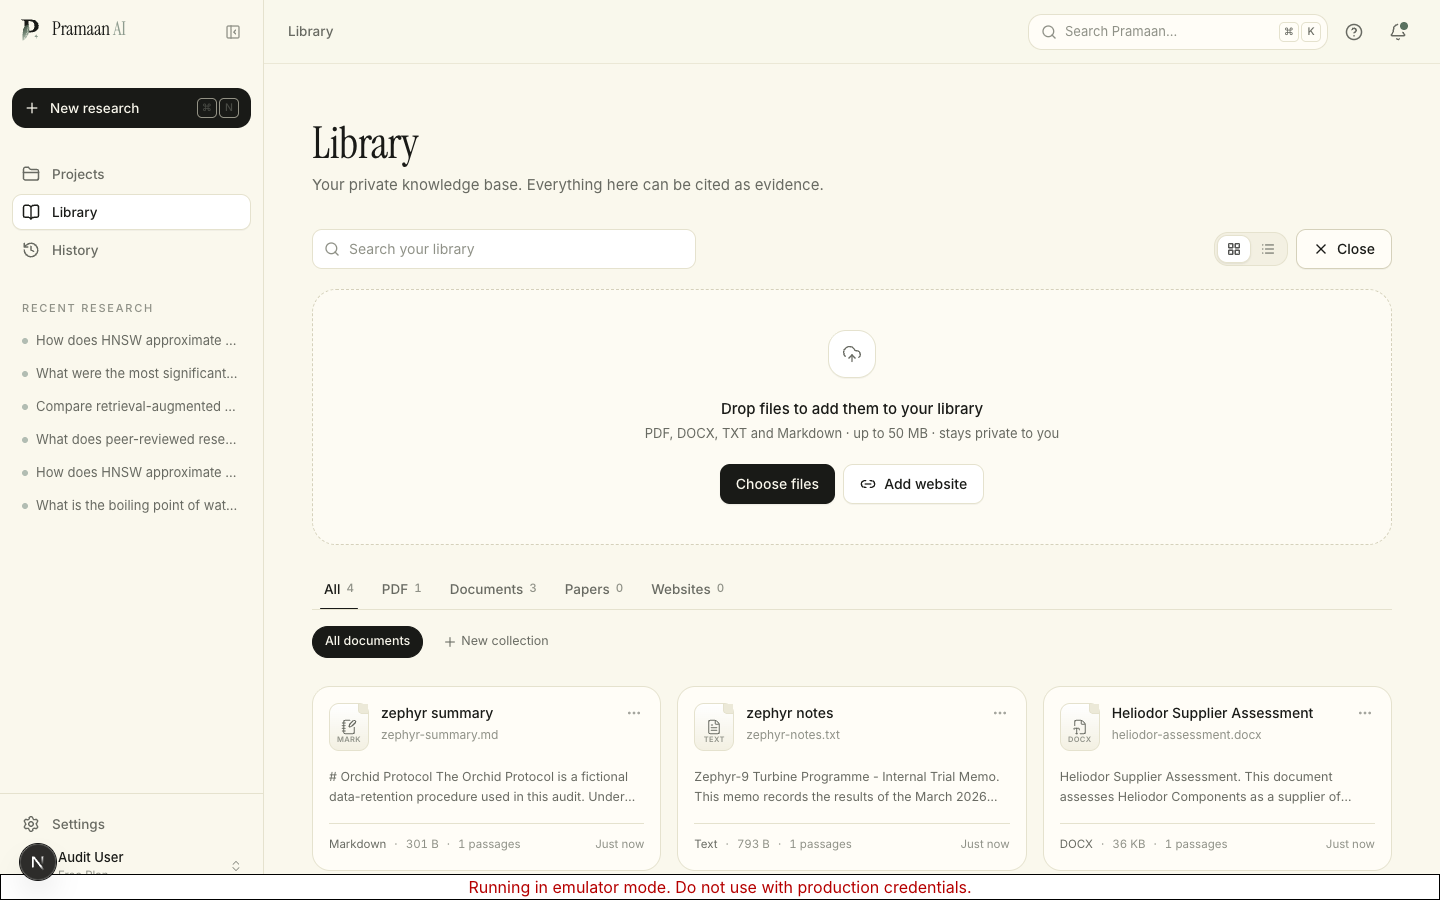 Pramaan AI
Library
Search Pramaan...
⌘ K
New research
⌘ N
Projects
Library
History
RECENT RESEARCH
How does HNSW approximate ...
What were the most significant...
Compare retrieval-augmented ...
What does peer-reviewed rese...
How does HNSW approximate ...
What is the boiling point of wat...
Settings
N
Audit User
Library
Your private knowledge base. Everything here can be cited as evidence.
Search your library
Close
Drop files to add them to your library
PDF, DOCX, TXT and Markdown · up to 50 MB · stays private to you
Choose files
Add website
All 4
PDF 1
Documents 3
Papers 0
Websites 0
All documents
New collection
MARK
zephyr summary
zephyr-summary.md
# Orchid Protocol The Orchid Protocol is a fictional
data-retention procedure used in this audit. Under...
Markdown · 301 B · 1 passages
Just now
TEXT
zephyr notes
zephyr-notes.txt
Zephyr-9 Turbine Programme - Internal Trial Memo.
This memo records the results of the March 2026...
Text · 793 B · 1 passages
Just now
DOCX
Heliodor Supplier Assessment
heliodor-assessment.docx
Heliodor Supplier Assessment. This document
assesses Heliodor Components as a supplier of...
DOCX · 36 KB · 1 passages
Just now
Running in emulator mode. Do not use with production credentials.